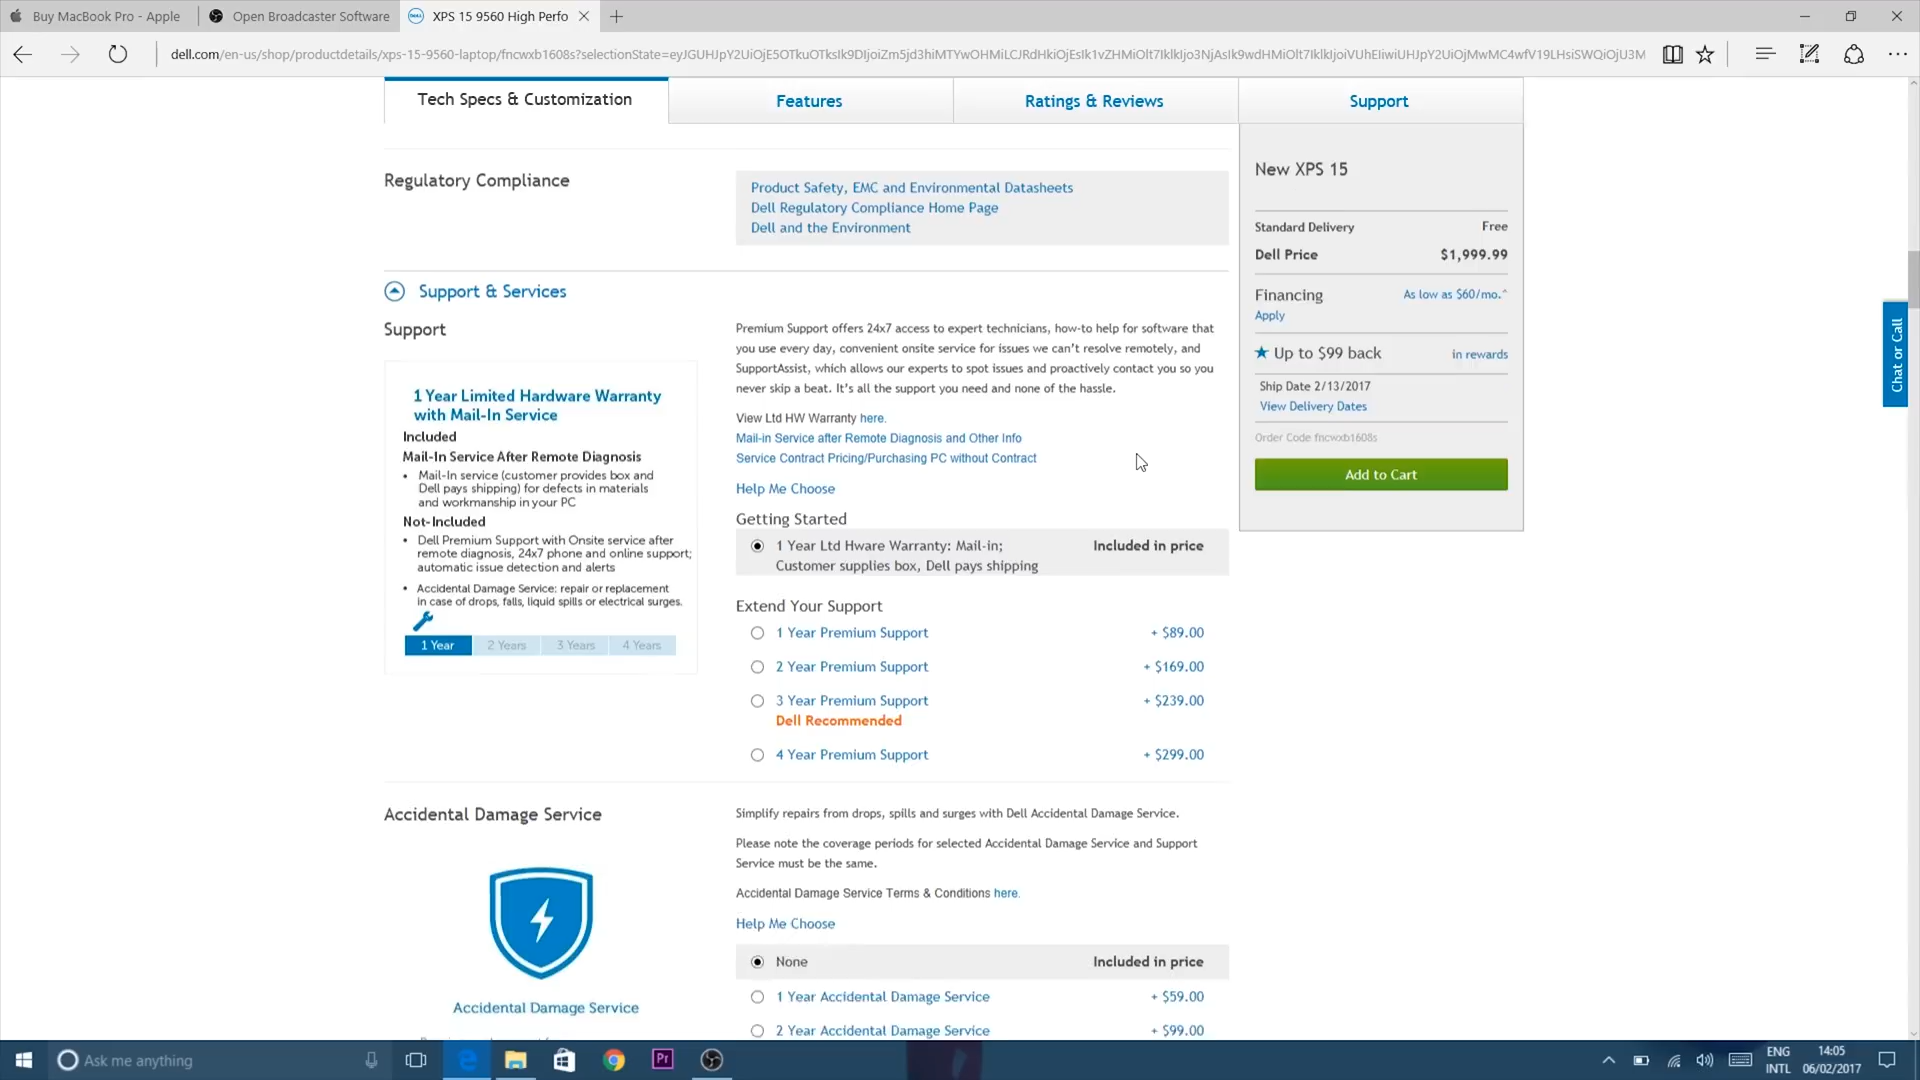 Buy MacBook Pro - Apple
Open Broadcaster Software
XPS 15 9560 High Perfo
Tech Specs & Customization
Features
Ratings & Reviews
Support
Regulatory Compliance
Product Safety, EMC and Environmental Datasheets
Dell Regulatory Compliance Home Page
Dell and the Environment
Support & Services
Support
1 Year Limited Hardware Warranty
with Mail-In Service
Included
Mail-In Service After Remote Diagnosis
• Mail-In service (customer provides box and
Dell pays shipping) for defects in materials
and workmanship in your PC
Not-Included
• Dell Premium Support with Onsite service after
remote diagnosis, 24x7 phone and online support;
automatic issue detection and alerts
• Accidental Damage Service: repair or replacement
in case of drops, falls, liquid spills or electrical surges.
1 Year 2 Years 3 Years 4 Years
Premium Support offers 24x7 access to expert technicians, how-to help for software that
you use every day, convenient onsite service for issues we can't resolve remotely, and
SupportAssist, which allows our experts to spot issues and proactively contact you so you
never skip a beat. It's all the support you need and none of the hassle.
View Ltd HW Warranty here.
Mail-in Service after Remote Diagnosis and Other Info
Service Contract Pricing/Purchasing PC without Contract
Help Me Choose
Getting Started
1 Year Ltd Hware Warranty: Mail-in; Included in price
Customer supplies box, Dell pays shipping
Extend Your Support
1 Year Premium Support + $89.00
2 Year Premium Support + $169.00
3 Year Premium Support + $239.00
Dell Recommended
4 Year Premium Support + $299.00
Accidental Damage Service
Accidental Damage Service
Simplify repairs from drops, spills and surges with Dell Accidental Damage Service.
Please note the coverage periods for selected Accidental Damage Service and Support
Service must be the same.
Accidental Damage Service Terms & Conditions here.
Help Me Choose
None Included in price
1 Year Accidental Damage Service + $59.00
2 Year Accidental Damage Service + $99.00
New XPS 15
Standard Delivery Free
Dell Price $1,999.99
Financing As low as $60/mo.^
Apply
Up to $99 back in rewards
Ship Date 2/13/2017
View Delivery Dates
Order Code fncwxb1608s
Add to Cart
Chat or Call
Ask me anything
Pr
ENG
INTL
14:05
06/02/2017